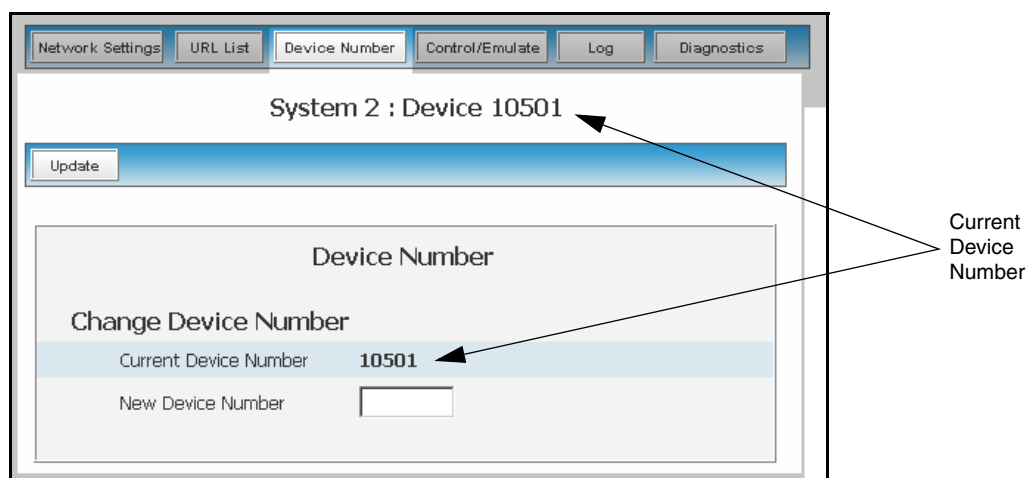 Network Settings URL List Device Number Control/Emulate Log Diagnostics
System 2 : Device 10501
Update
Current
Device
Number
Device Number
Change Device Number
Current Device Number 10501
New Device Number